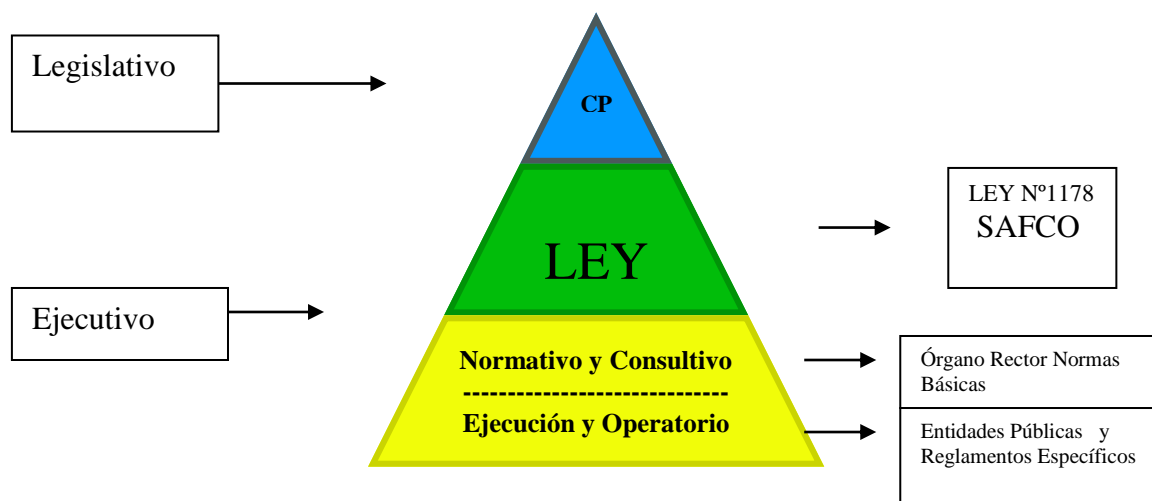 Legislativo
CP
LEY Nº1178
SAFCO
LEY
Ejecutivo
Normativo y Consultivo
------------------------------
Ejecución y Operatorio
Órgano Rector Normas
Básicas
Entidades Públicas y
Reglamentos Específicos